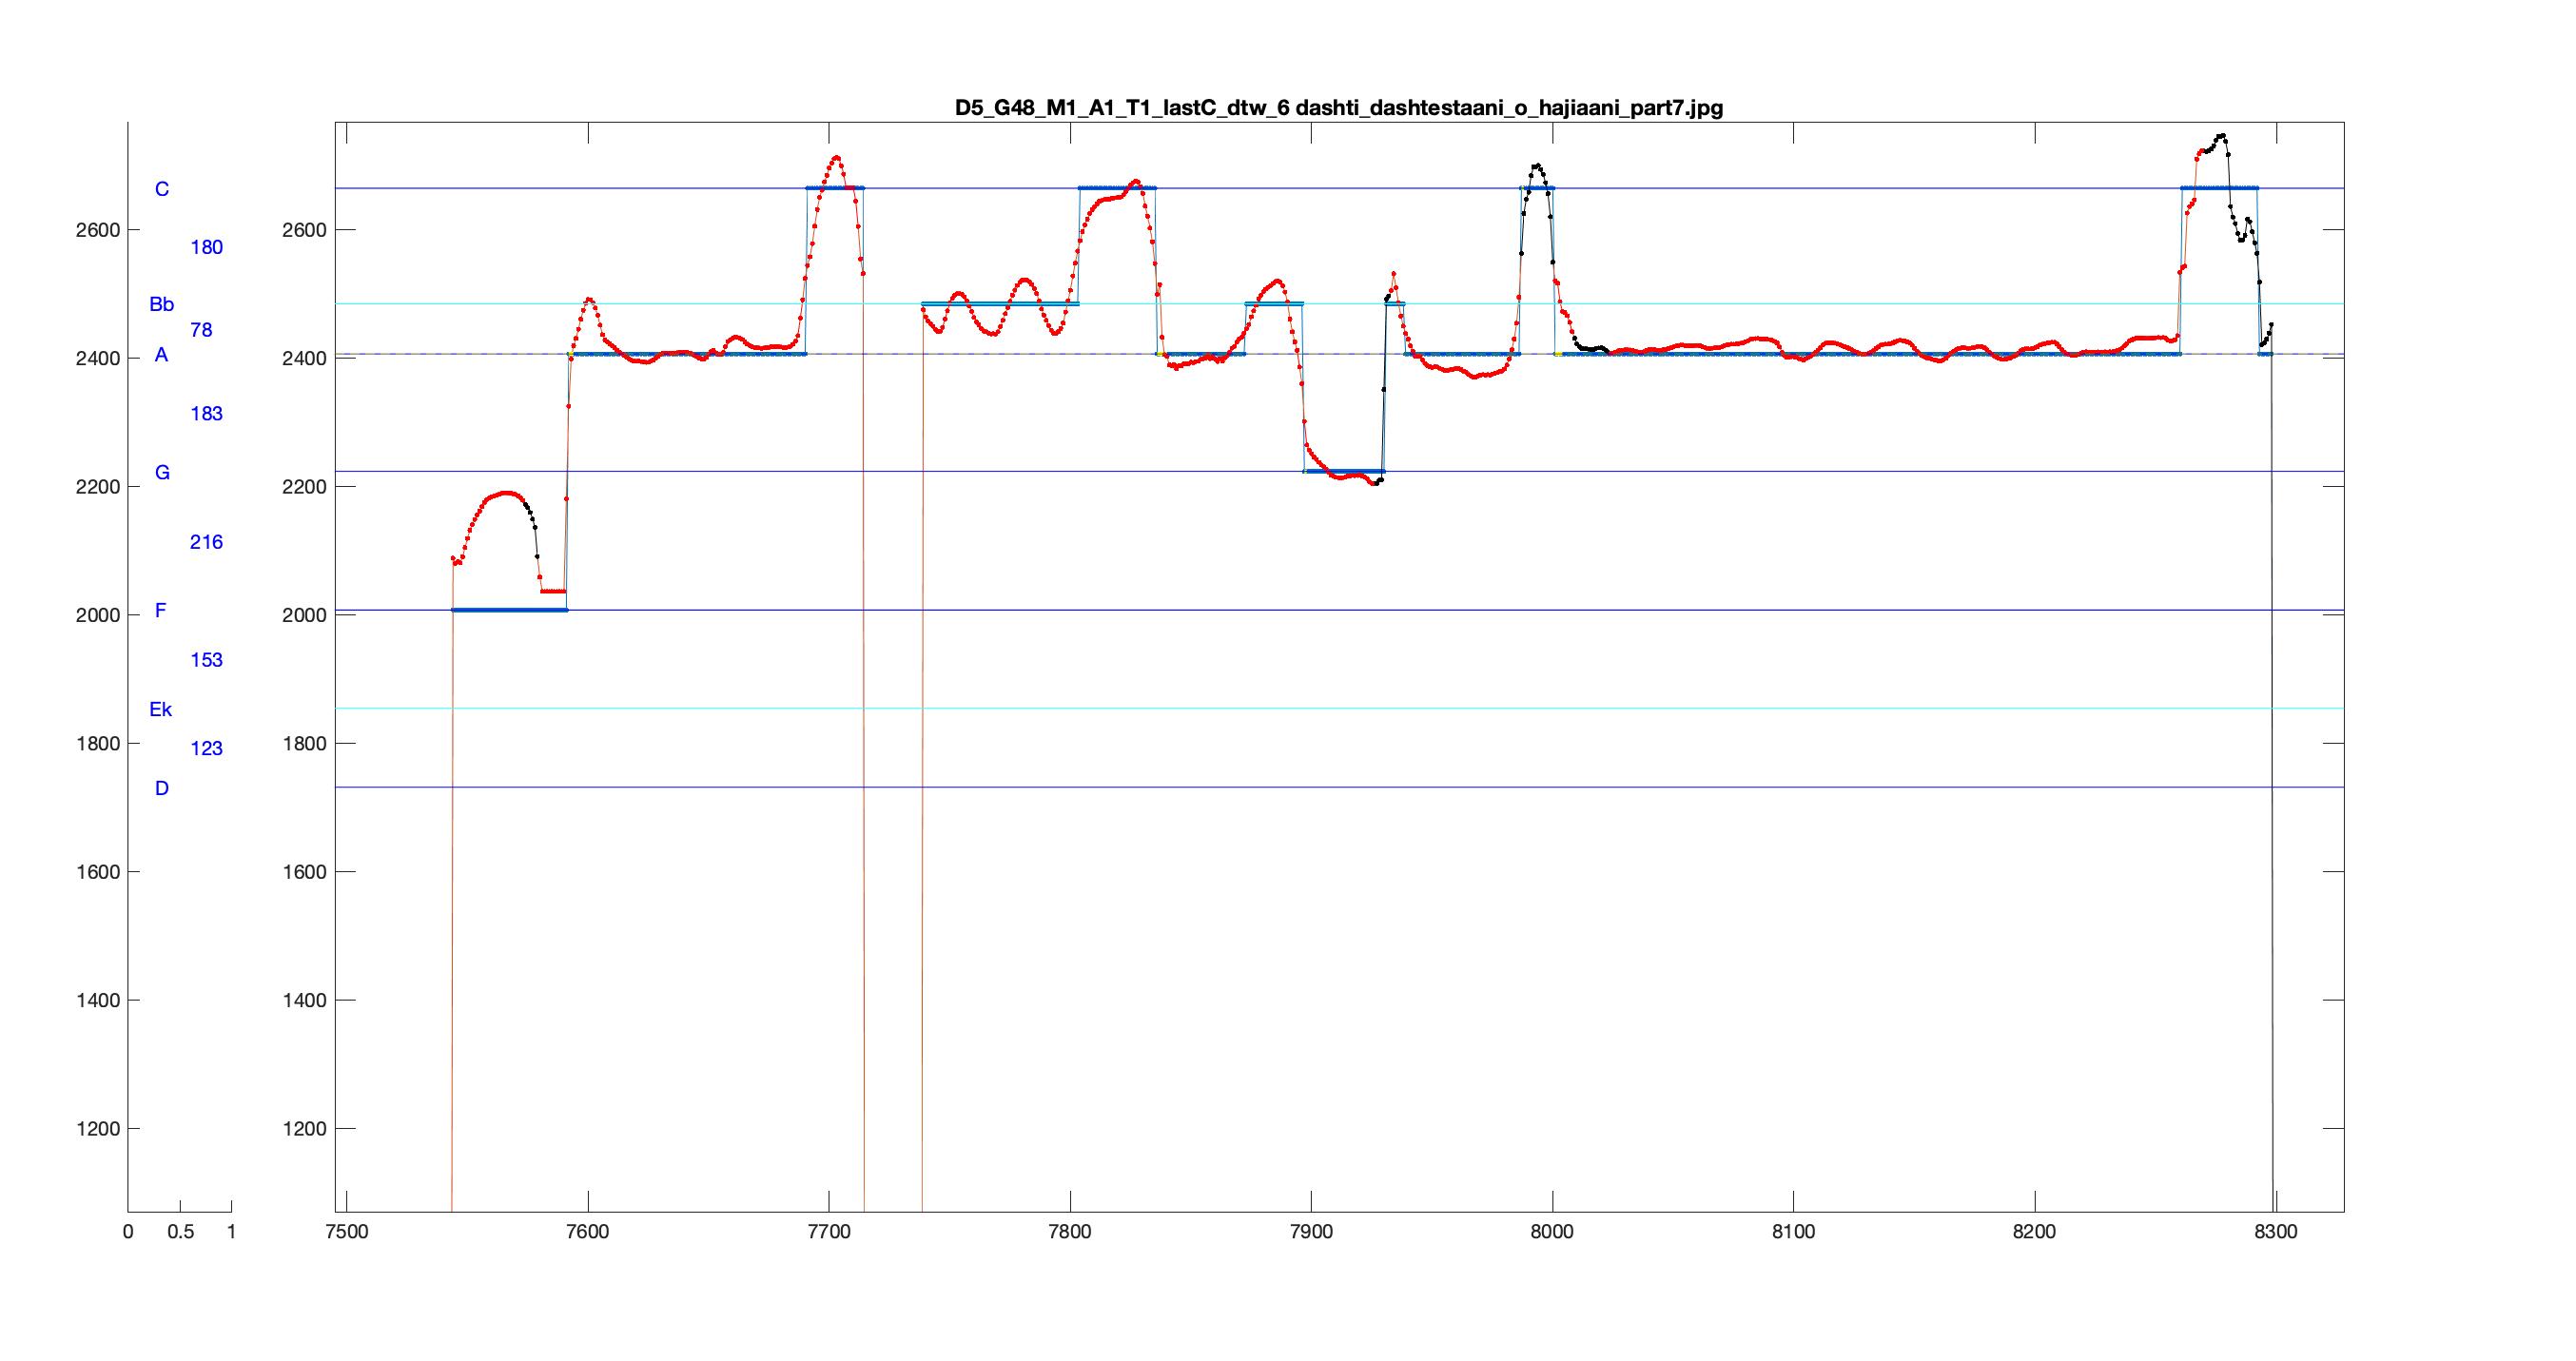 D5_G48_M1_A1_T1_lastC_dtw_6 dashti_dashtestaani_o_hajiaani_part7.jpg
C
2600 2600
180
Bb
78
A
2400 2400
183
G
2200 2200
216
F
2000 2000
153
Ek
1800 1800
123
D
1600 1600
1400 1400
1200 1200
0 0.5 1 7500 7600 7700 7800 7900 8000 8100 8200 8300